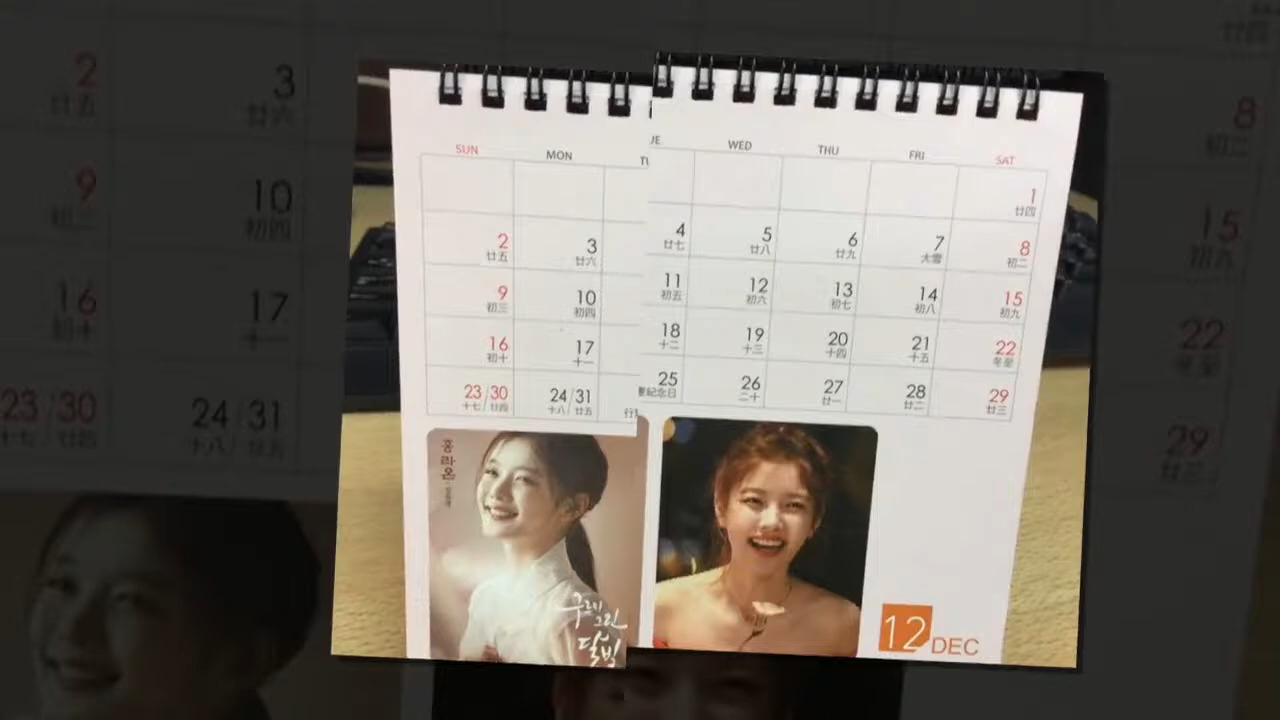 SUN MON WED THU FRI SAT
1
廿四
2 3 4 5 6 7 8
廿五 廿六 廿七 廿八 廿九 大雪 初二
9 10 11 12 13 14 15
初三 初四 初五 初六 初七 初八 初九
16 17 18 19 20 21 22
初十 十一 十二 十三 十四 十五 冬至
23/30 24/31 25 26 27 28 29
十七/廿四 十八/廿五 行 紀念日 二十 廿一 廿二 廿三
홍라온
구르미
그린
달빛
12 DEC